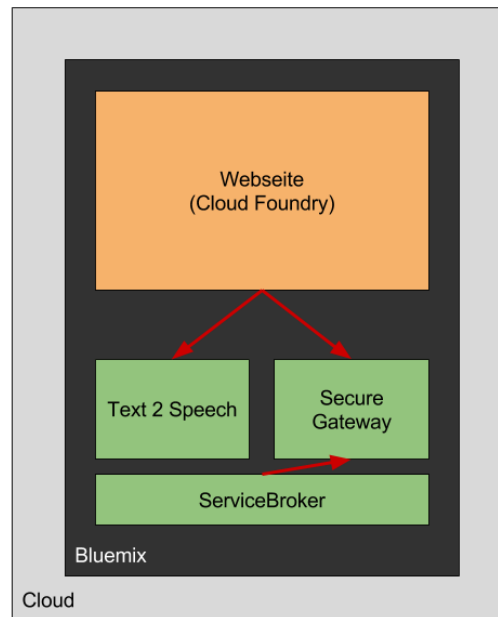 Webseite
(Cloud Foundry)
Text 2 Speech
Secure
Gateway
ServiceBroker
Bluemix
Cloud